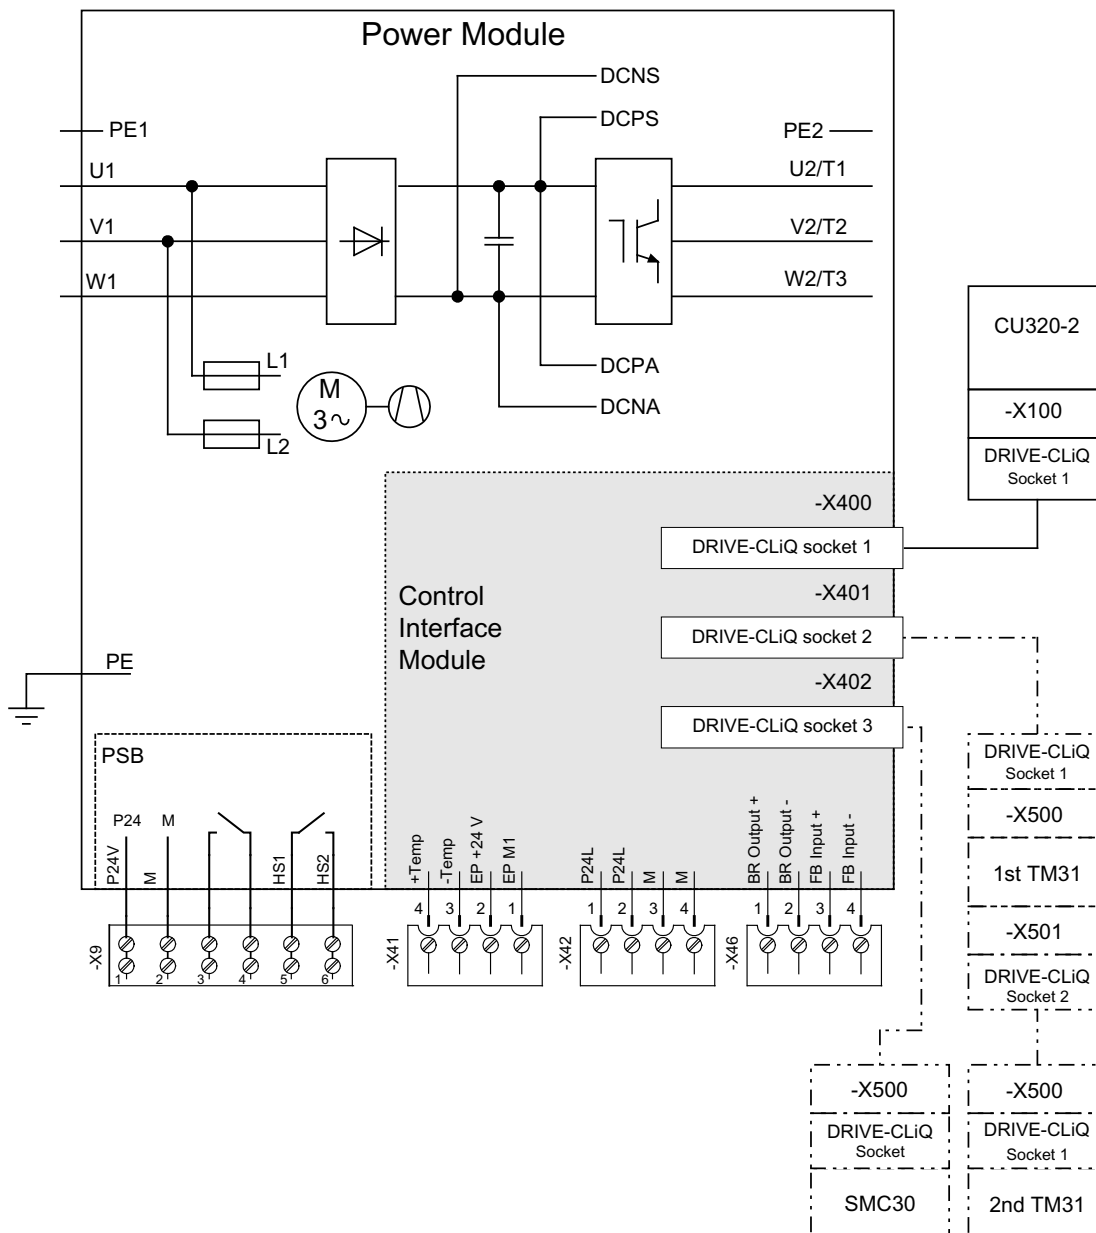 Power Module
DCNS
DCPS
PE1
PE2
U1
U2/T1
V1
V2/T2
W1
W2/T3
CU320-2
L1
DCPA
M
3~
DCNA
-X100
L2
DRIVE-CLiQ
Socket 1
-X400
DRIVE-CLiQ socket 1
Control
Interface
Module
-X401
DRIVE-CLiQ socket 2
PE
-X402
DRIVE-CLiQ socket 3
PSB
DRIVE-CLiQ
Socket 1
-X500
1st TM31
-X501
DRIVE-CLiQ
Socket 2
P24 M
P24V M HS1 HS2
+Temp -Temp EP +24 V EP M1
P24L P24L M M
BR Output + BR Output - FB Input + FB Input -
4 3 2 1
1 2 3 4
1 2 3 4
-X9
-X41
-X42
-X46
1 2 3 4 5 6
-X500
DRIVE-CLiQ
Socket
SMC30
-X500
DRIVE-CLiQ
Socket 1
2nd TM31